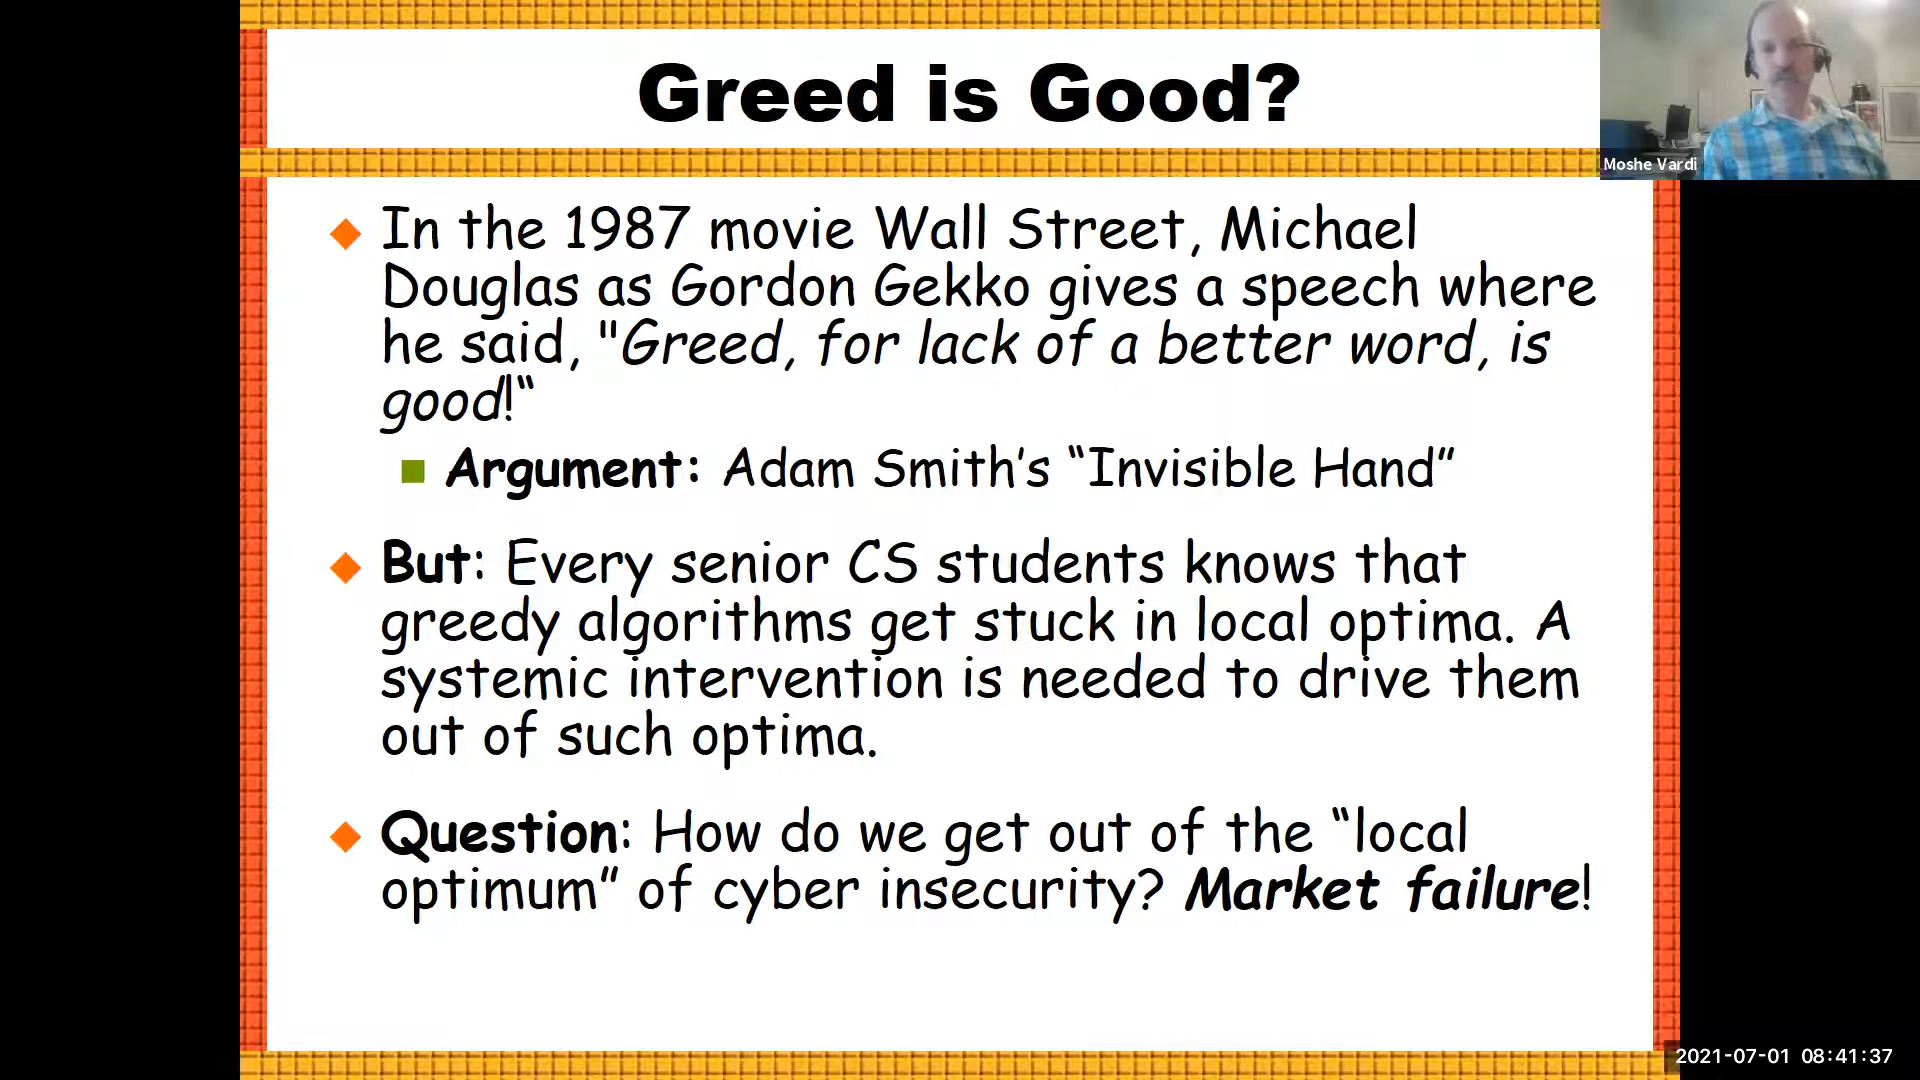 Greed is Good?
Moshe Vardi
In the 1987 movie Wall Street, Michael
Douglas as Gordon Gekko gives a speech where
he said, "Greed, for lack of a better word, is
good!“
Argument: Adam Smith’s “Invisible Hand”
But: Every senior CS students knows that
greedy algorithms get stuck in local optima. A
systemic intervention is needed to drive them
out of such optima.
Question: How do we get out of the “local
optimum” of cyber insecurity? Market failure!
2021-07-01 08:41:37